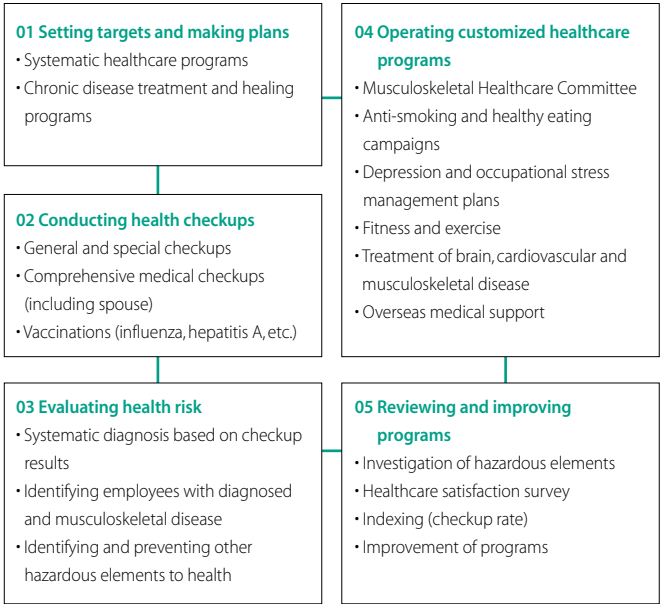 01 Setting targets and making plans
• Systematic healthcare programs
• Chronic disease treatment and healing
programs
02 Conducting health checkups
• General and special checkups
• Comprehensive medical checkups
(including spouse)
• Vaccinations (influenza, hepatitis A, etc.)
03 Evaluating health risk
• Systematic diagnosis based on checkup
results
• Identifying employees with diagnosed
and musculoskeletal disease
• Identifying and preventing other
hazardous elements to health
04 Operating customized healthcare
programs
• Musculoskeletal Healthcare Committee
• Anti-smoking and healthy eating
campaigns
• Depression and occupational stress
management plans
• Fitness and exercise
• Treatment of brain, cardiovascular and
musculoskeletal disease
• Overseas medical support
05 Reviewing and improving
programs
• Investigation of hazardous elements
• Healthcare satisfaction survey
• Indexing (checkup rate)
• Improvement of programs